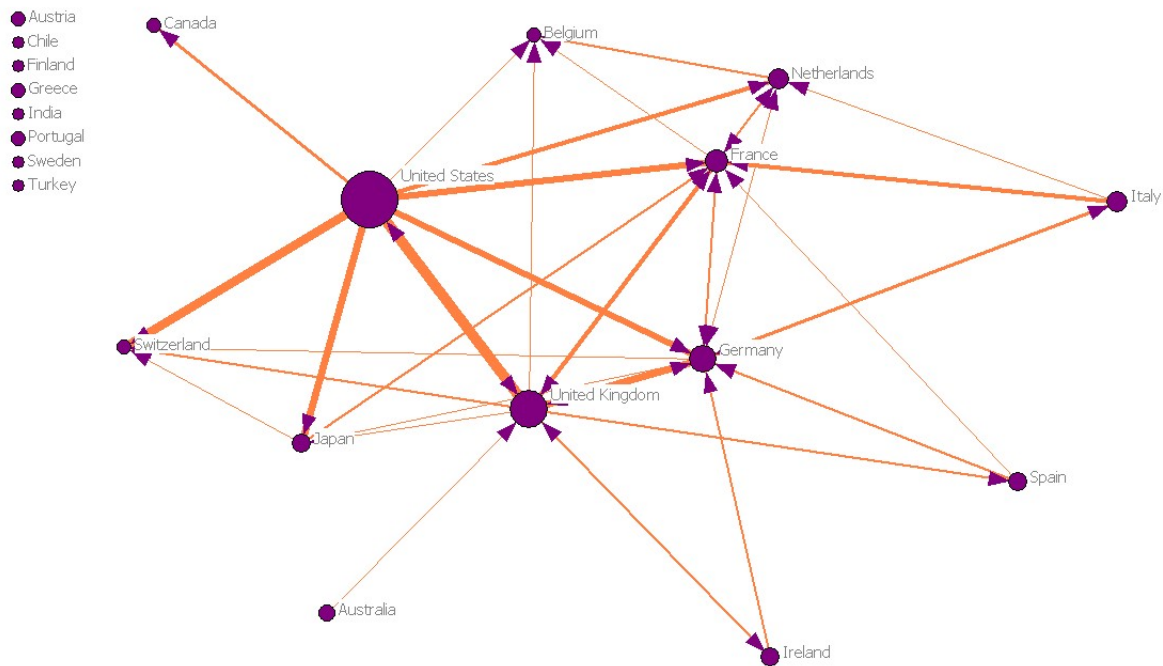 Austria
Chile
Finland
Greece
India
Portugal
Sweden
Turkey
Canada
Belgium
Netherlands
France
United States
Italy
Switzerland
Germany
United Kingdom
Japan
Spain
Australia
Ireland